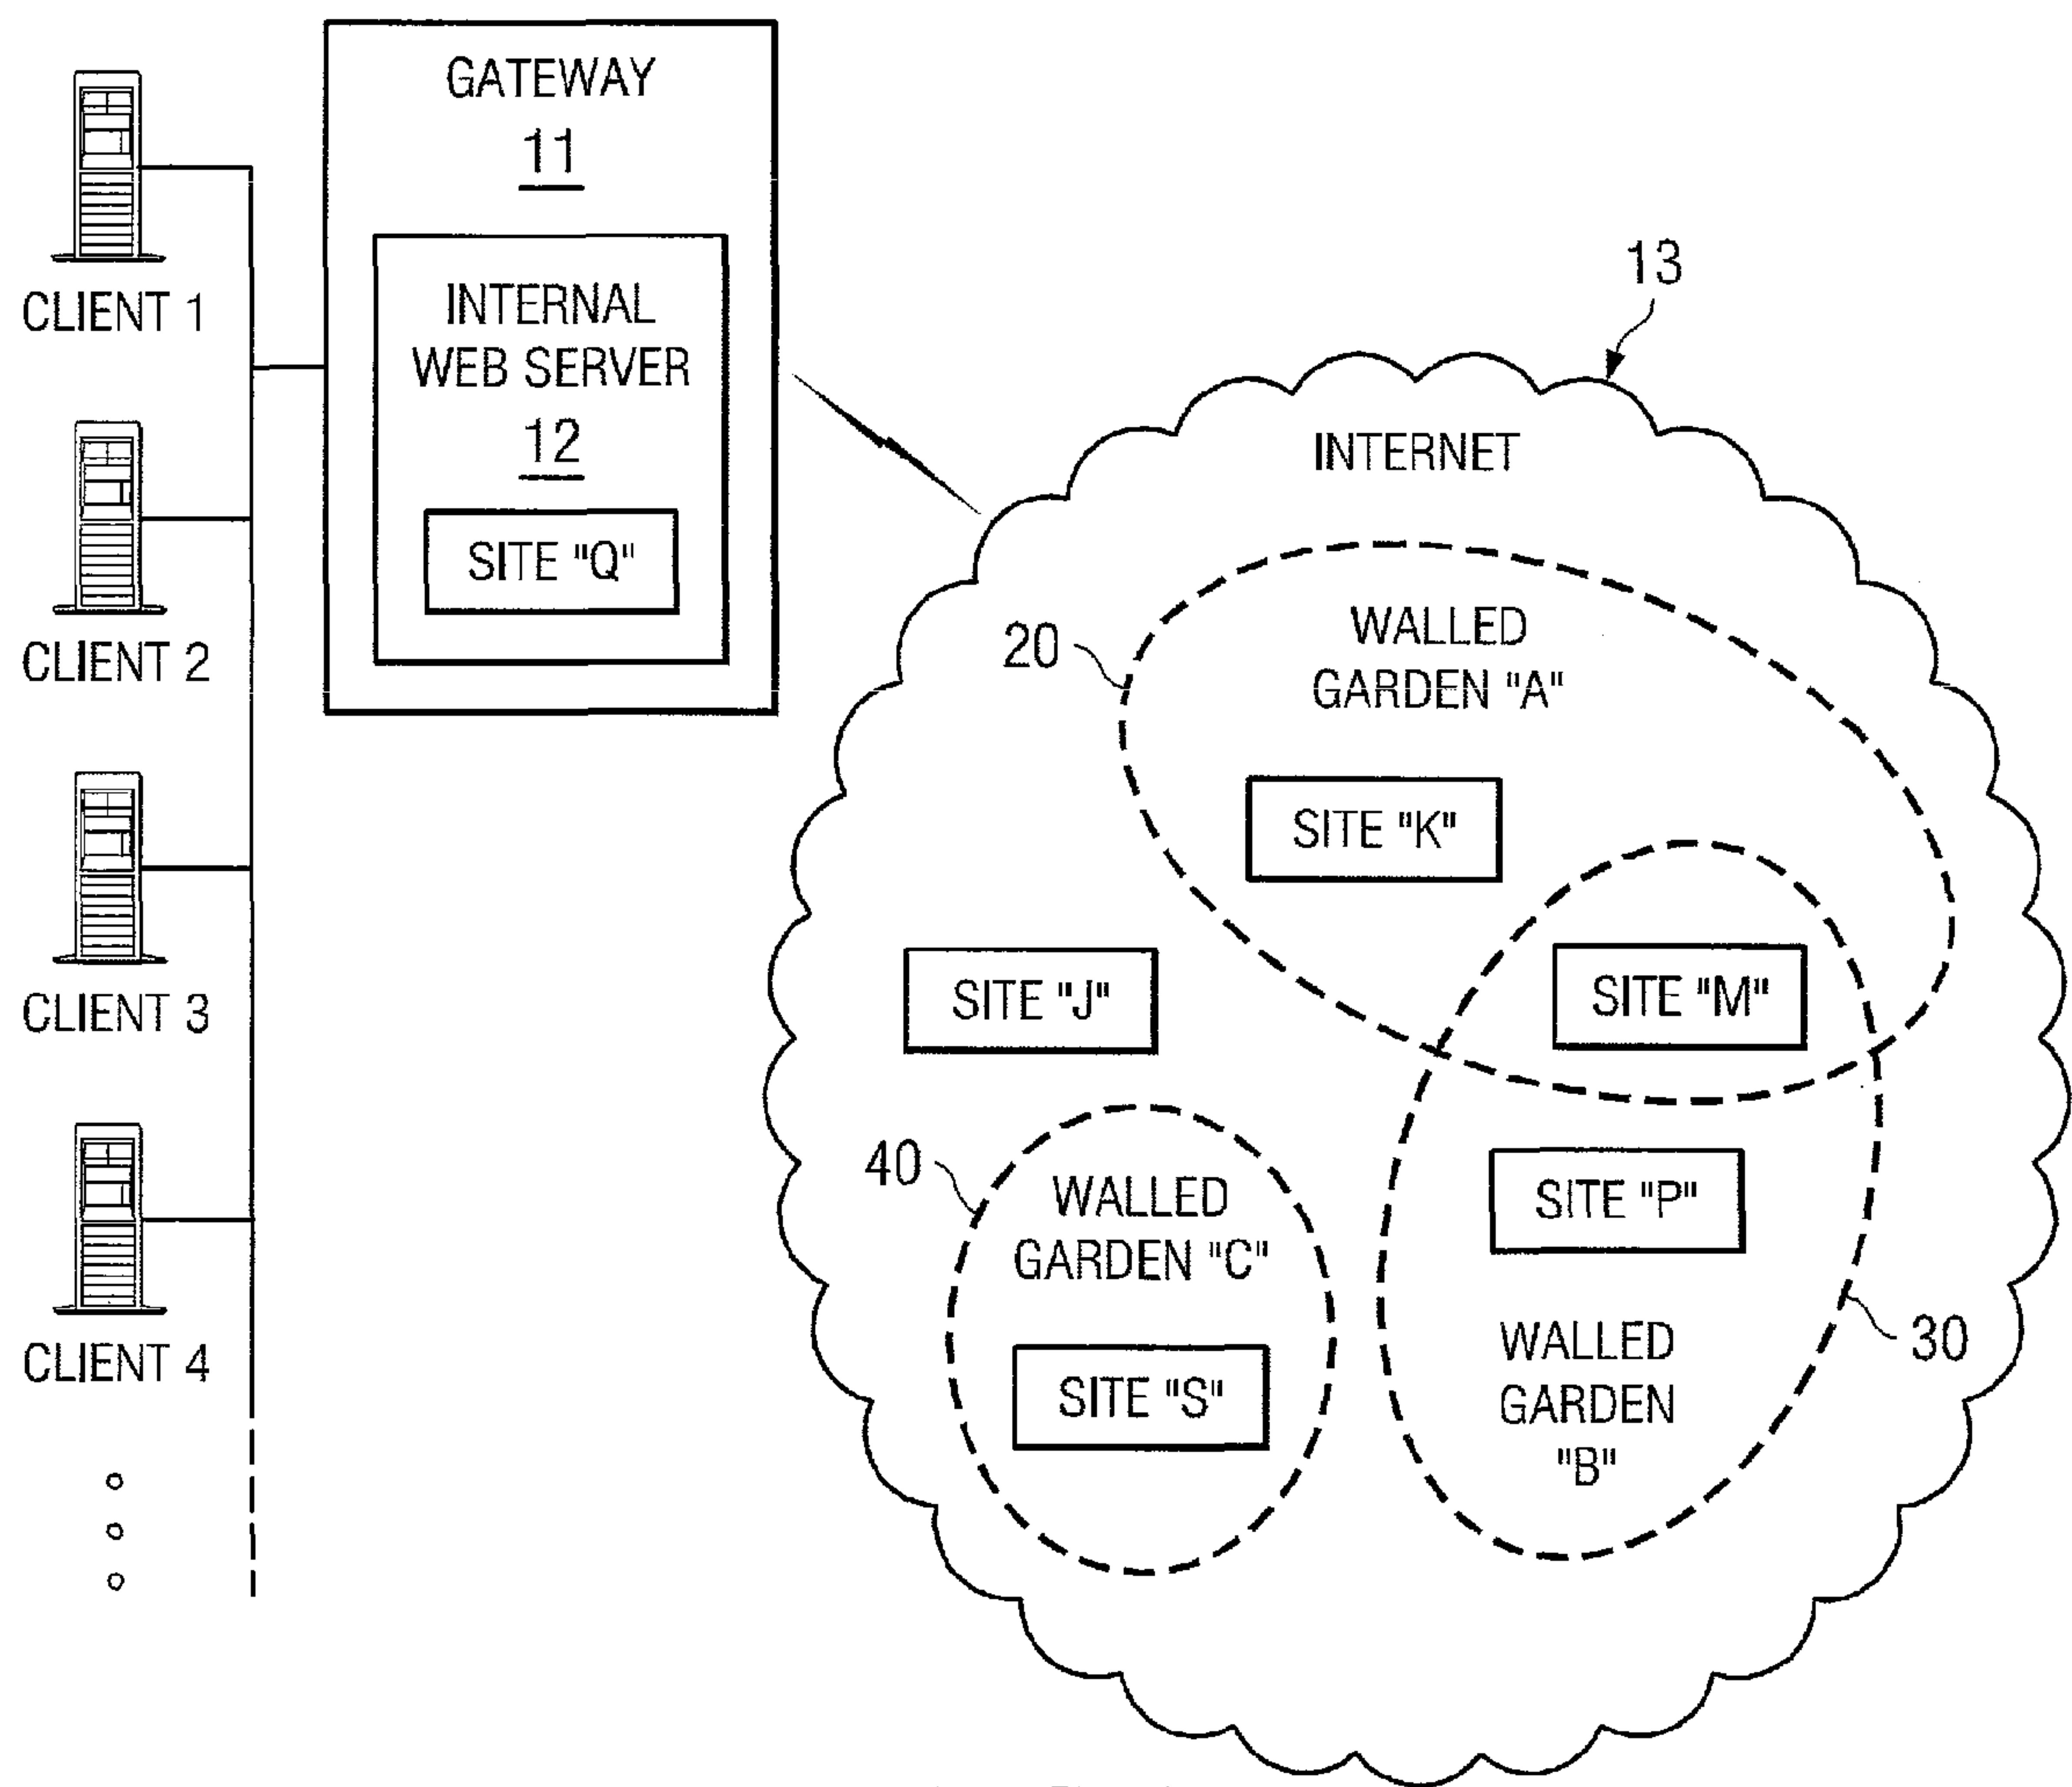 GATEWAY
11
INTERNAL
WEB SERVER
12
SITE "Q"
CLIENT 1
CLIENT 2
CLIENT 3
CLIENT 4
13
INTERNET
20
WALLED
GARDEN "A"
SITE "K"
SITE "J"
SITE "M"
40
WALLED
GARDEN "C"
SITE "S"
SITE "P"
30
WALLED
GARDEN
"B"